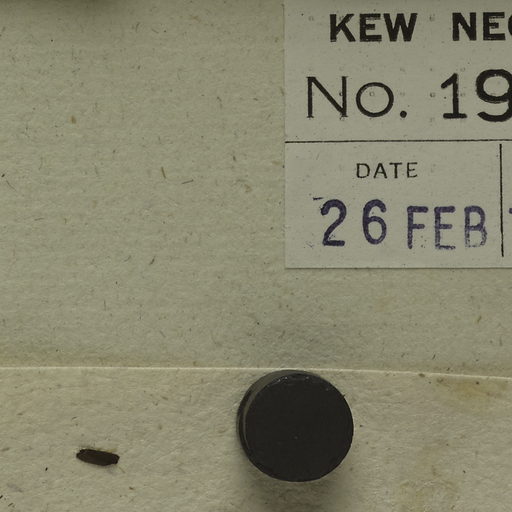 KEW NEG
No. 19
DATE
26 FEB